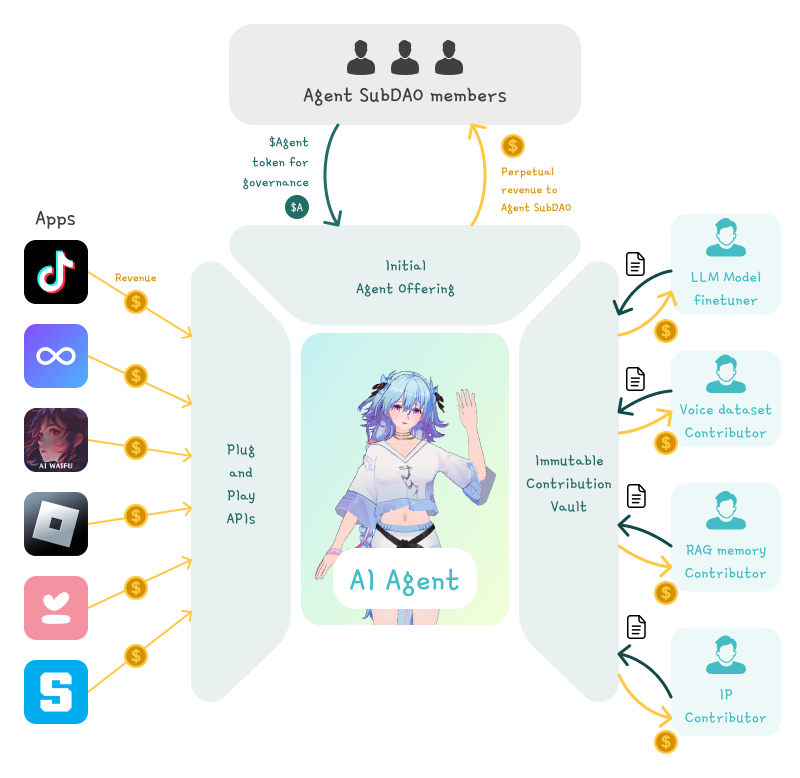 Agent SubDAO members
$Agent
token for
governance
$A
$
Perpetual
revenue to
Agent SubDAO
Apps
Revenue
$
$
$
$
$
$
AI WAIFU
S
Initial
Agent Offering
Plug
and
Play
APIs
AI Agent
Immutable
Contribution
Vault
LLM Model
finetuner
$
Voice dataset
Contributor
$
RAG memory
Contributor
$
IP
Contributor
$